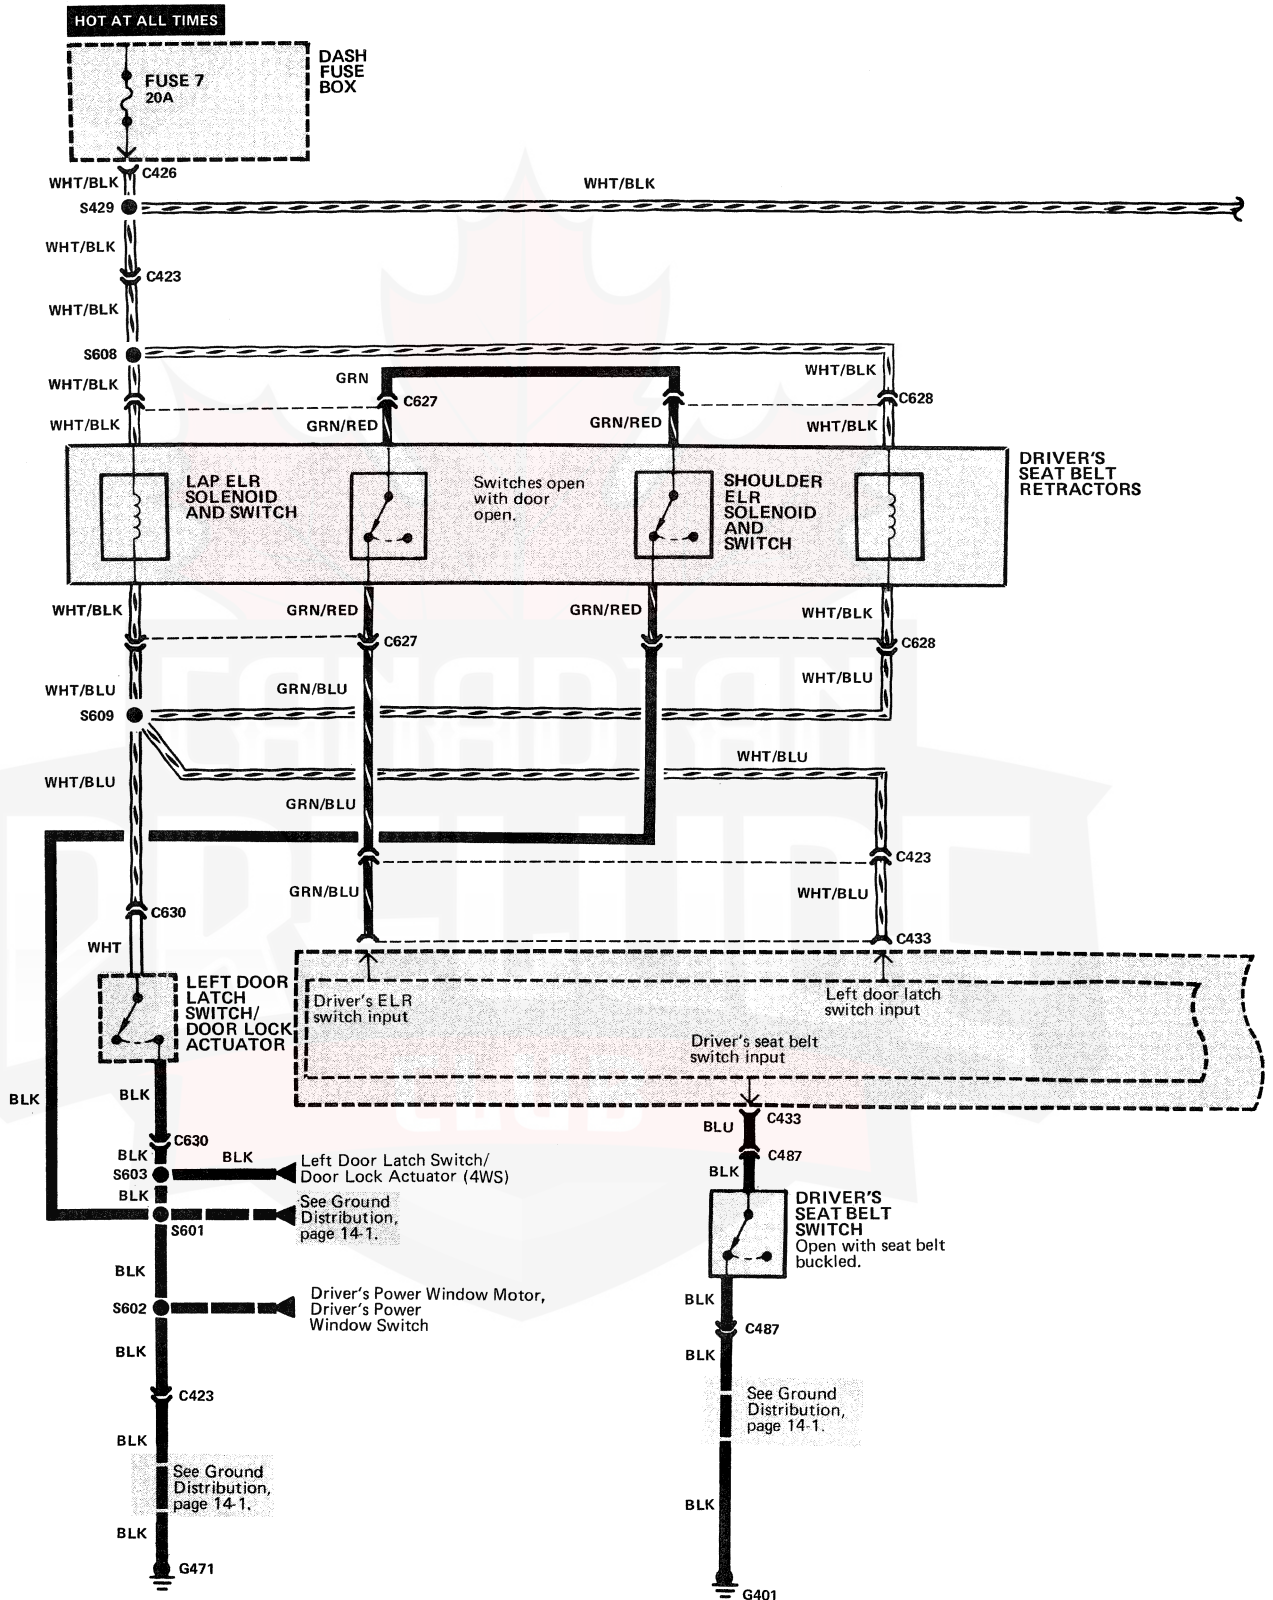 HOT AT ALL TIMES
DASH
FUSE
BOX
FUSE 7
20A
C426
WHT/BLK
WHT/BLK
S429
WHT/BLK
C423
WHT/BLK
S608
WHT/BLK
GRN
WHT/BLK
C627
C628
WHT/BLK
GRN/RED
GRN/RED
WHT/BLK
DRIVER'S
SEAT BELT
RETRACTORS
LAP ELR
SOLENOID
AND SWITCH
Switches open
with door
open.
SHOULDER
ELR
SOLENOID
AND
SWITCH
WHT/BLK
GRN/RED
GRN/RED
WHT/BLK
C627
C628
WHT/BLU
GRN/BLU
WHT/BLU
S609
WHT/BLU
WHT/BLU
GRN/BLU
C423
GRN/BLU
WHT/BLU
C630
C433
WHT
LEFT DOOR
LATCH
SWITCH/
DOOR LOCK
ACTUATOR
Driver's ELR
switch input
Left door latch
switch input
Driver's seat belt
switch input
BLK
BLK
C433
BLU
C630
C487
BLK
BLK
S603
Left Door Latch Switch/
Door Lock Actuator (4WS)
BLK
BLK
S601
See Ground
Distribution,
page 14-1.
DRIVER'S
SEAT BELT
SWITCH
Open with seat belt
buckled.
BLK
S602
Driver's Power Window Motor,
Driver's Power
Window Switch
BLK
C487
BLK
BLK
C423
See Ground
Distribution,
page 14-1.
BLK
See Ground
Distribution,
page 14-1.
BLK
BLK
G471
G401
CANADIAN
PRELUDE
CLUB